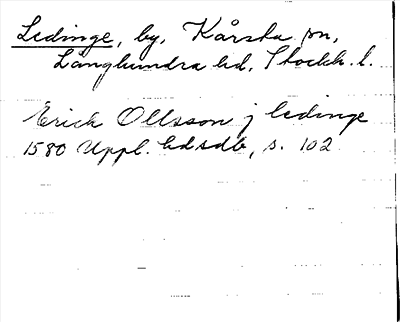 Ledinge, by, Kårsta sn,
Långhundra hd, Stockh. l.
Erick Ollsson j ledinge
1580 Uppl. hdsdb, s. 102